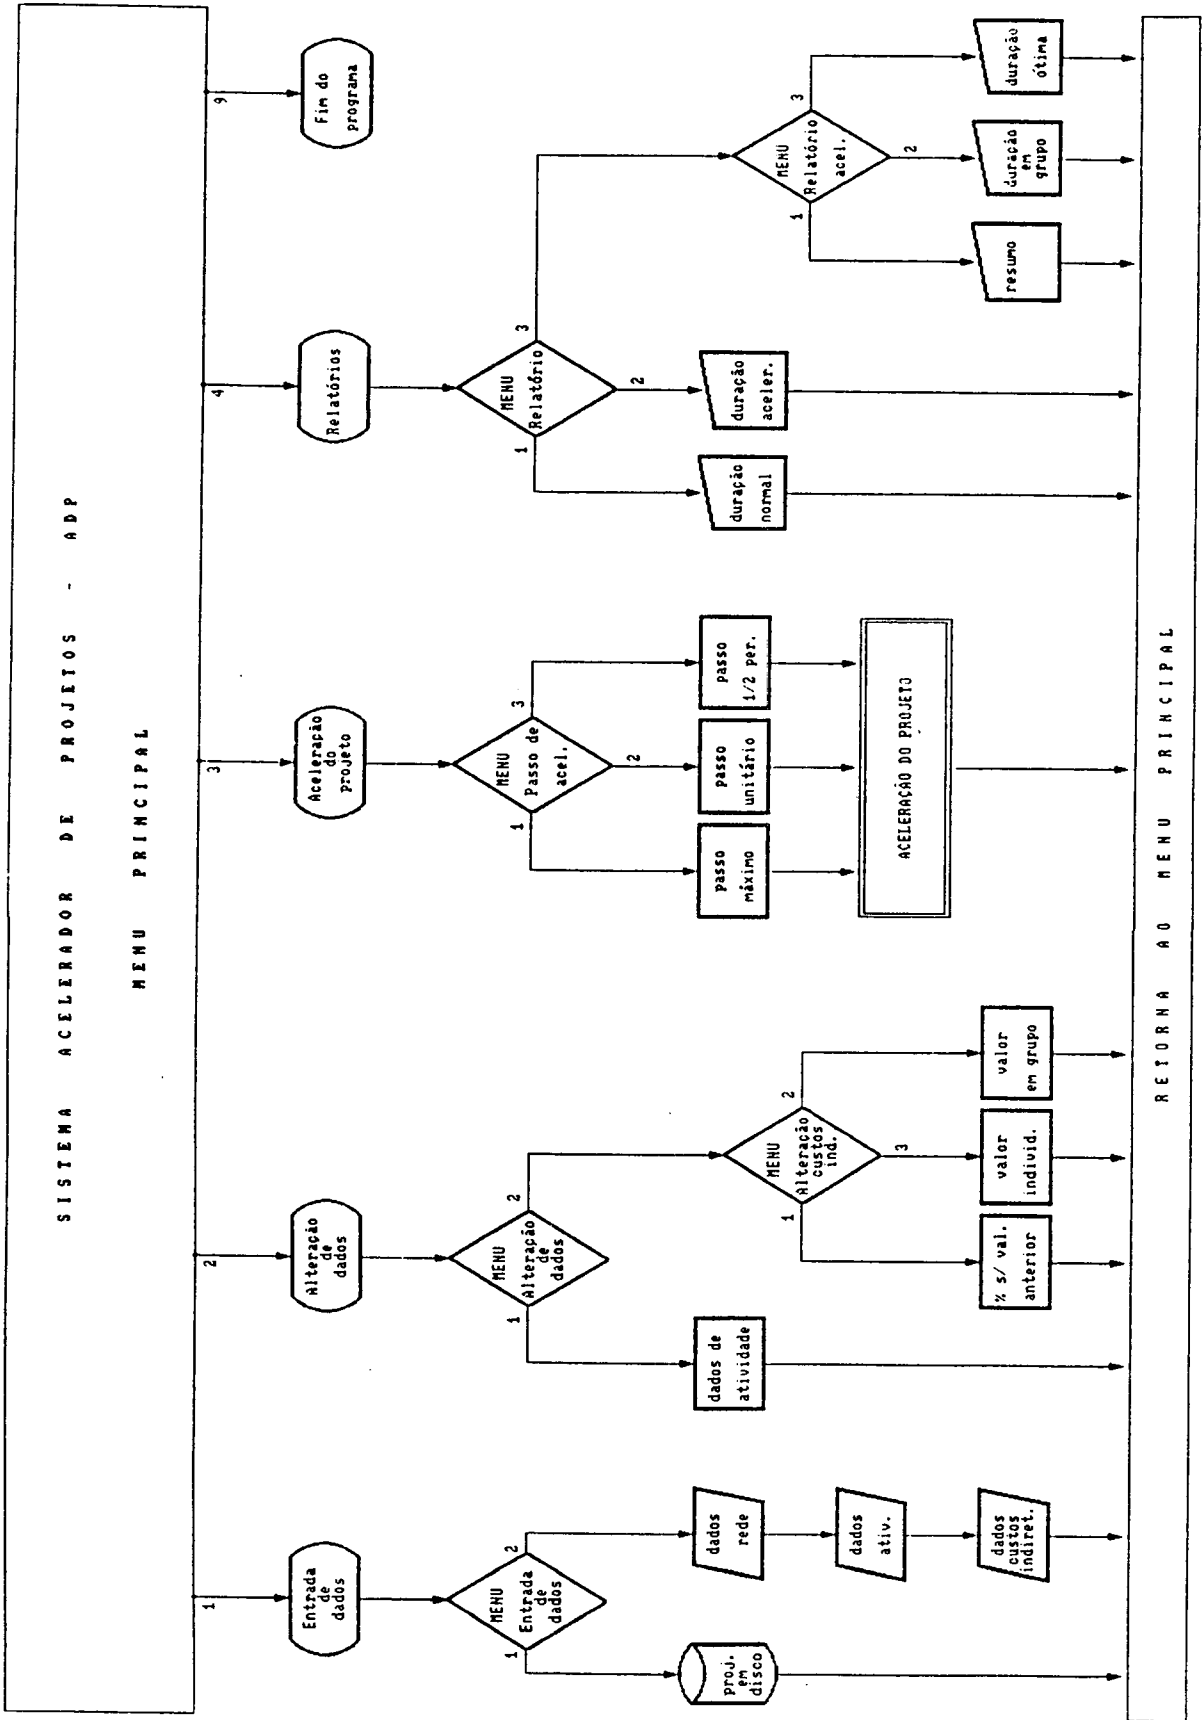 SISTEMA ACELERADOR DE PROJETOS - ADP
MENU PRINCIPAL
1
2
3
4
9
Entrada
de
dados
Alteração
de
dados
Aceleração
do
projeto
Relatórios
Fim do
programa
MENU
Entrada
de
dados
1
2
MENU
Alteração
de
dados
1
2
MENU
Passo de
acel.
1
2
3
MENU
Relatório
1
2
3
proj.
em
disco
dados
rede
dados
ativ.
dados
custos
indiret.
dados de
atividade
MENU
Alteração
custos
ind.
1
3
2
% s/ val.
anterior
valor
individ.
valor
em grupo
passo
máximo
passo
unitário
passo
1/2 per.
ACELERAÇÃO DO PROJETO
duração
normal
duração
aceler.
MENU
Relatório
acel.
1
2
3
resumo
duração
em
grupo
duração
ótima
RETORNA AO MENU PRINCIPAL